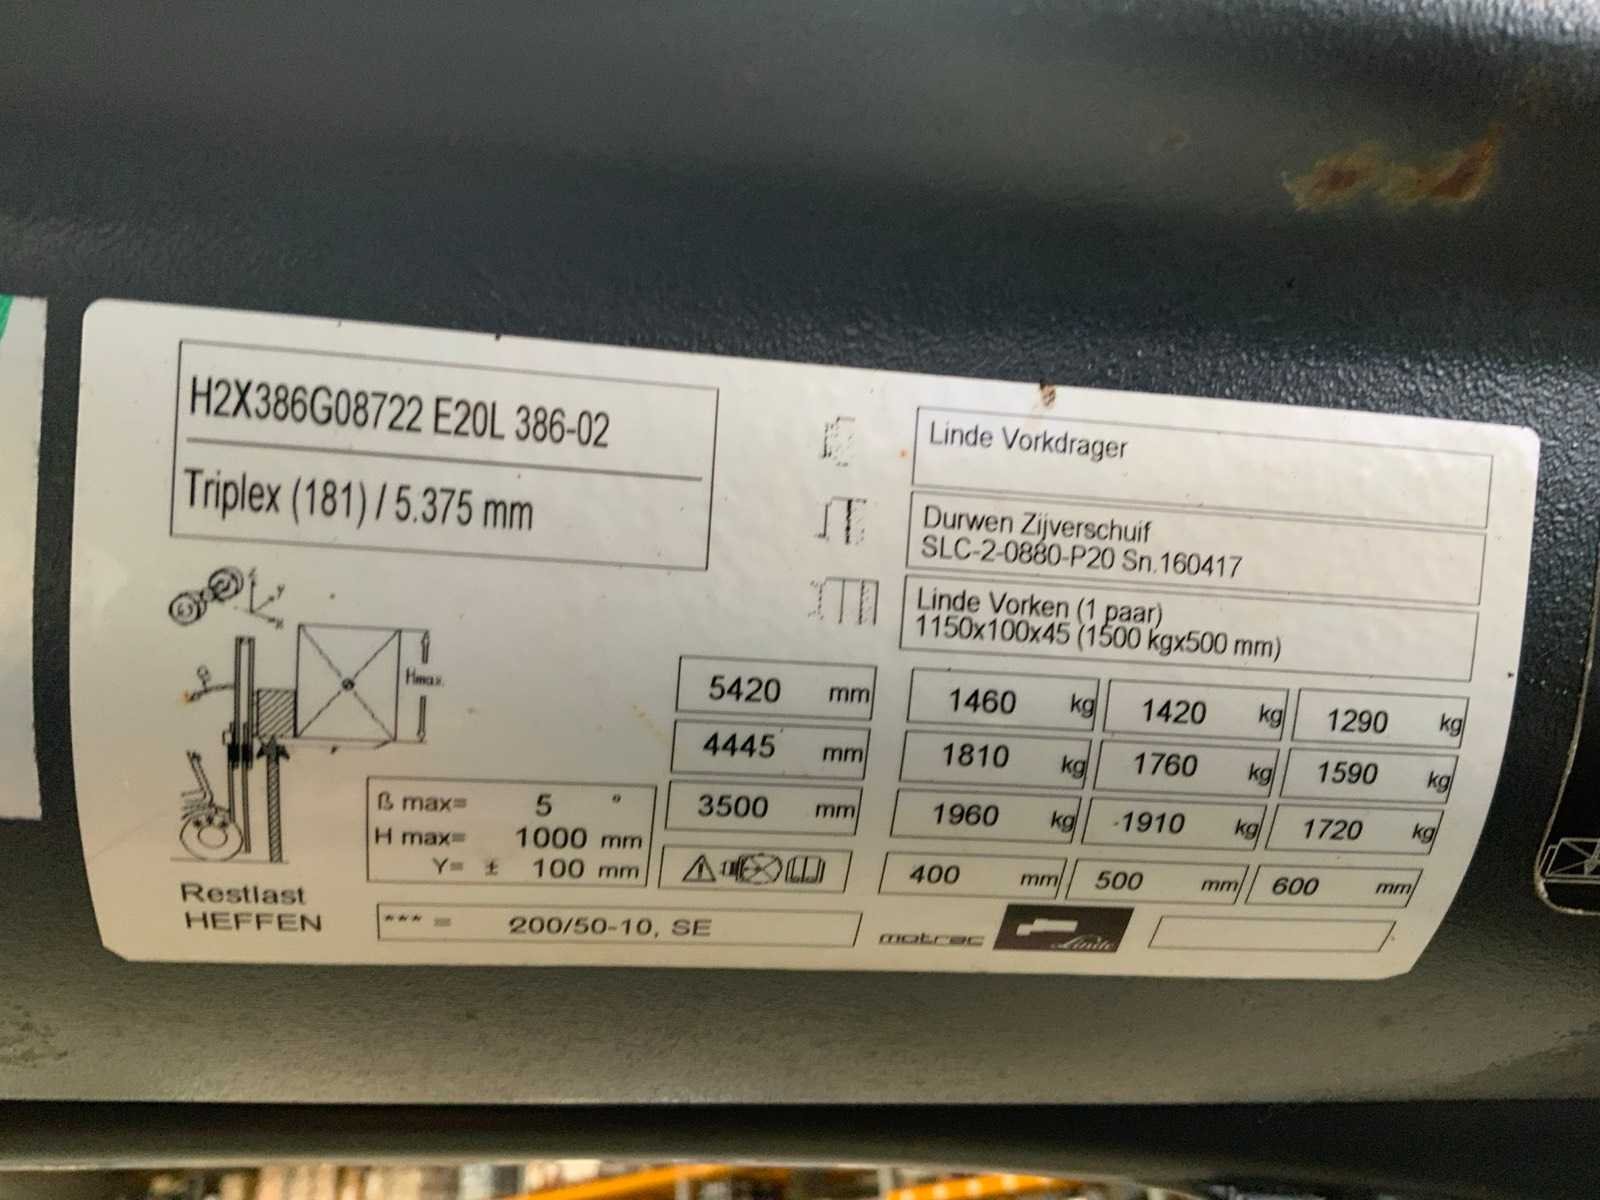 H2X386G08722 E20L 386-02
Triplex (181) / 5.375 mm
Linde Vorkdrager
Durwen Zijverschuif
SLC-2-0880-P20 Sn.160417
Linde Vorken (1 paar)
1150x100x45 (1500 kgx500 mm)
Hmax.
5420 mm 1460 kg 1420 kg 1290 kg
4445 mm 1810 kg 1760 kg 1590 kg
3500 mm 1960 kg 1910 kg 1720 kg
400 mm 500 mm 600 mm
ß max= 5 °
H max= 1000 mm
Y= ± 100 mm
Restlast
HEFFEN
*** = 200/50-10, SE
motrac Linde